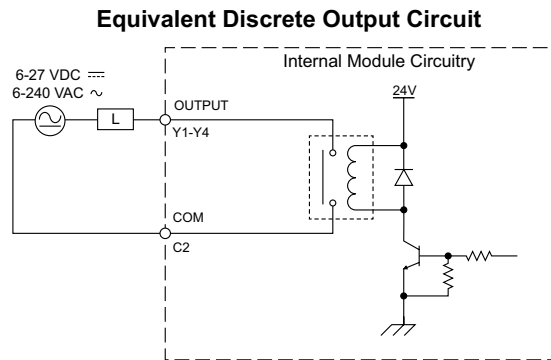 Equivalent Discrete Output Circuit
Internal Module Circuitry
6-27 VDC
6-240 VAC ~
24V
L
OUTPUT
Y1-Y4
COM
C2